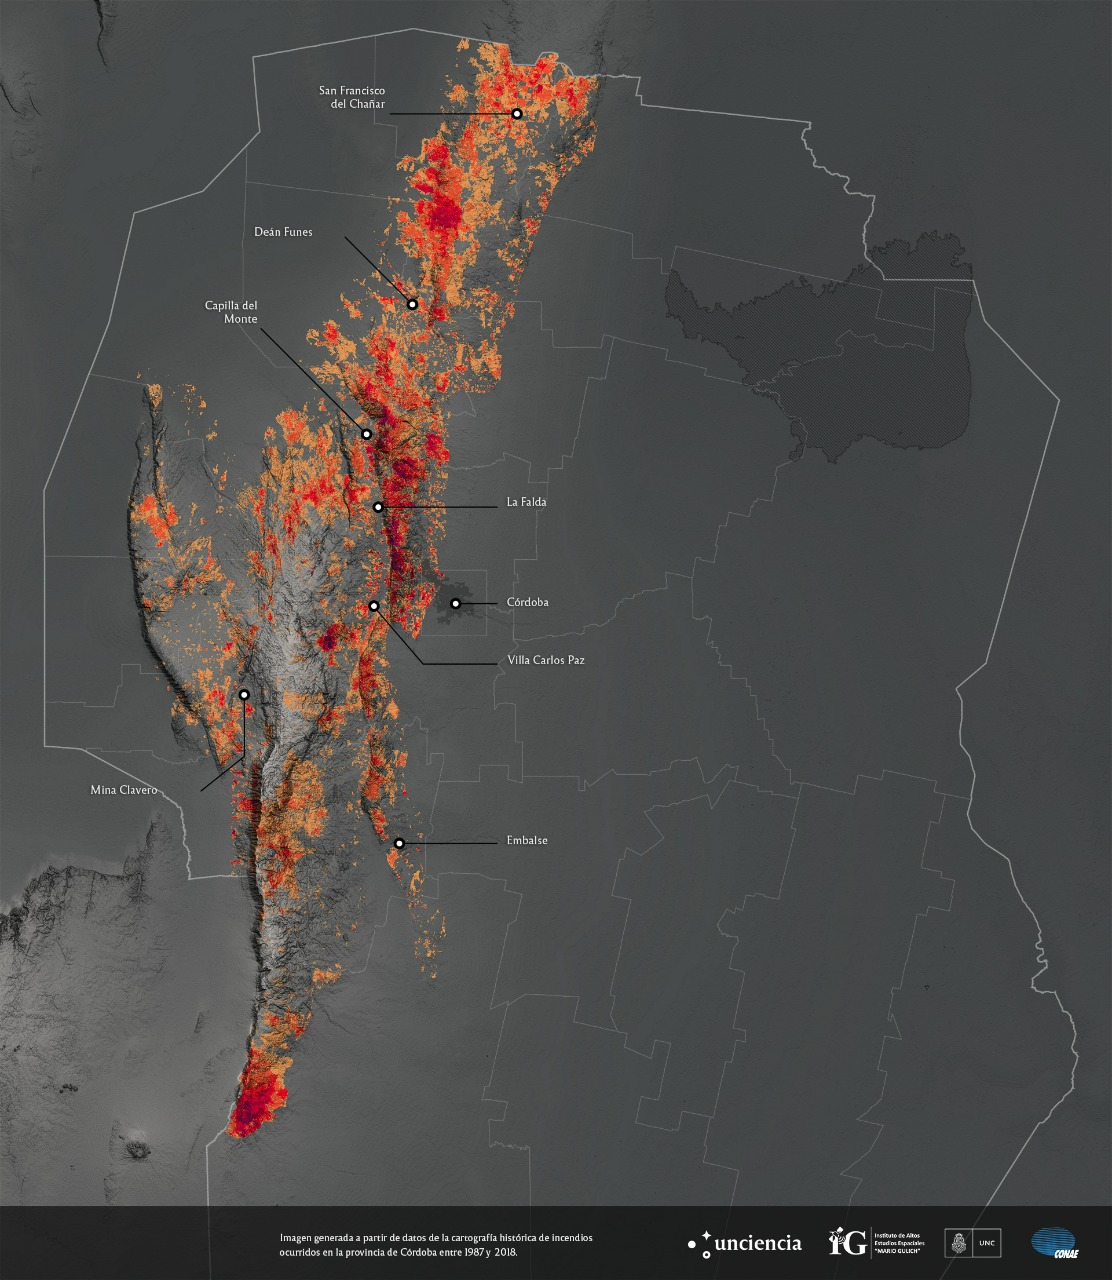 San Francisco
del Chañar
Deán Funes
Capilla del
Monte
La Falda
Córdoba
Villa Carlos Paz
Mina Clavero
Embalse
Imagen generada a partir de datos de la cartografía histórica de incendios
ocurridos en la provincia de Córdoba entre 1987 y 2018.
unciencia
iG
Instituto de Altos
Estudios Espaciales
"MARIO GULICH"
UNC
CONAE